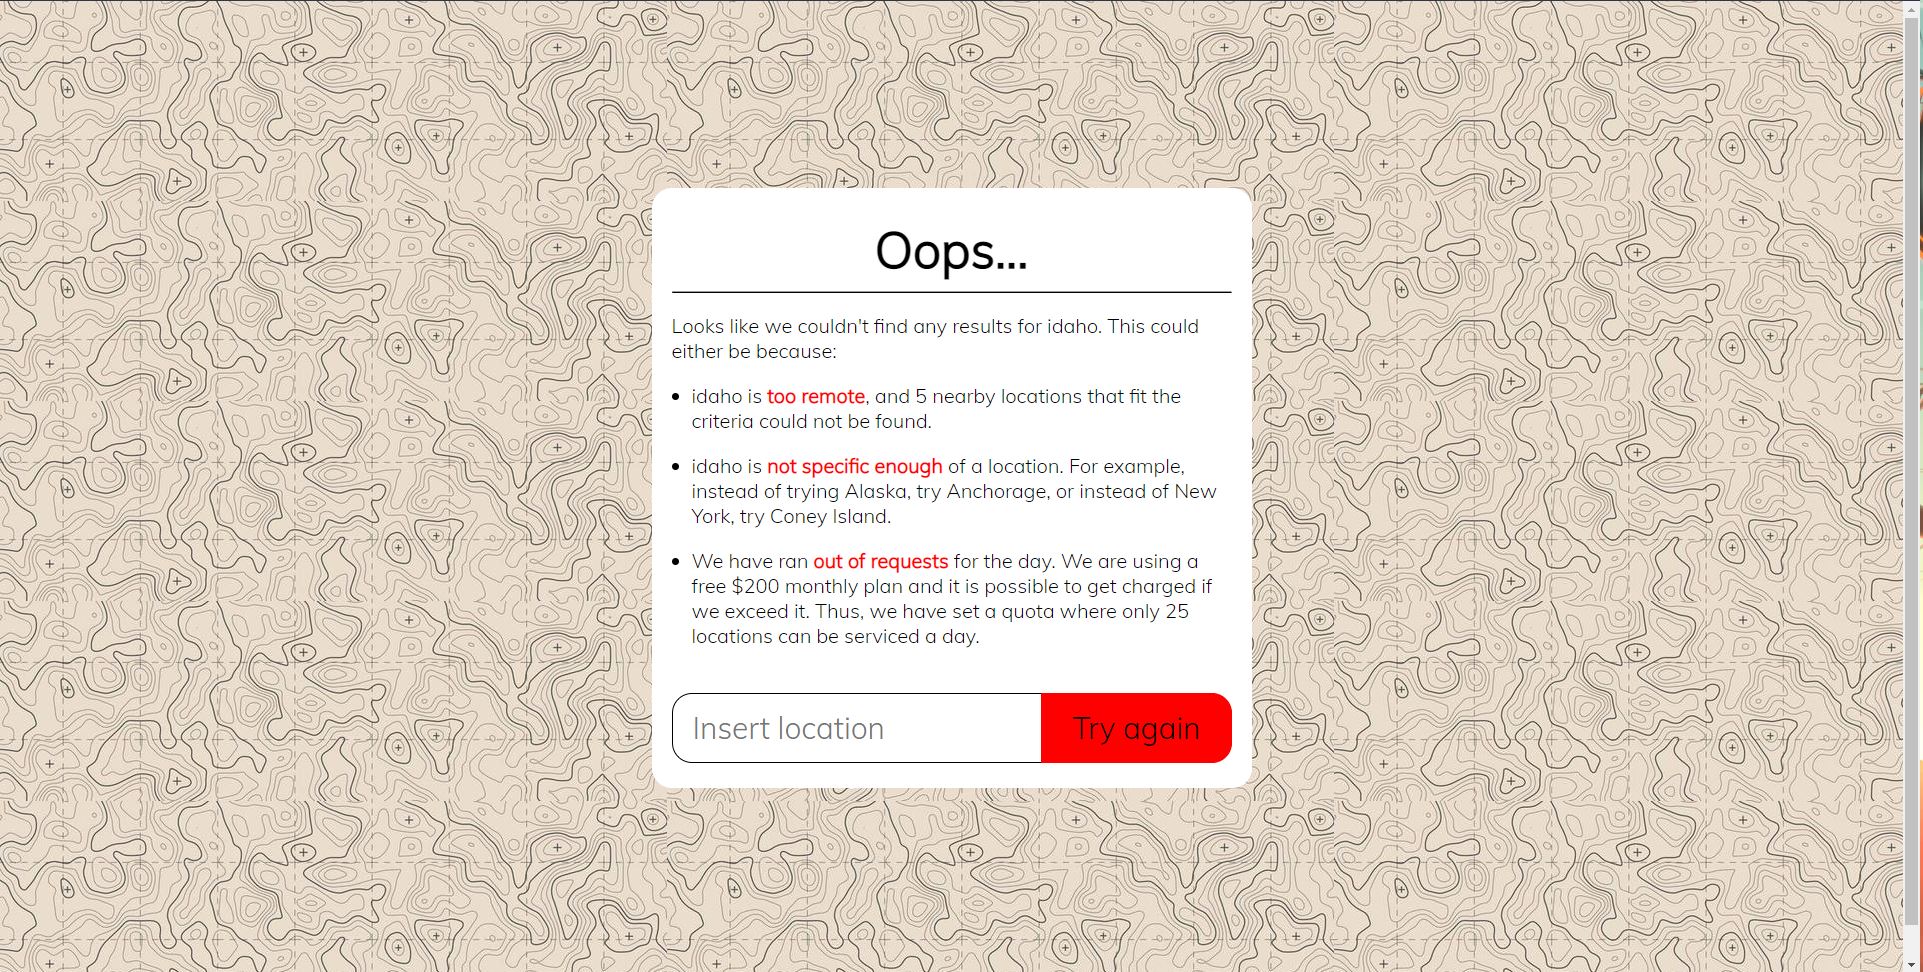 Oops...
Looks like we couldn't find any results for idaho. This could
either be because:
idaho is too remote, and 5 nearby locations that fit the
criteria could not be found.
idaho is not specific enough of a location. For example,
instead of trying Alaska, try Anchorage, or instead of New
York, try Coney Island.
We have ran out of requests for the day. We are using a
free $200 monthly plan and it is possible to get charged if
we exceed it. Thus, we have set a quota where only 25
locations can be serviced a day.
Insert location
Try again